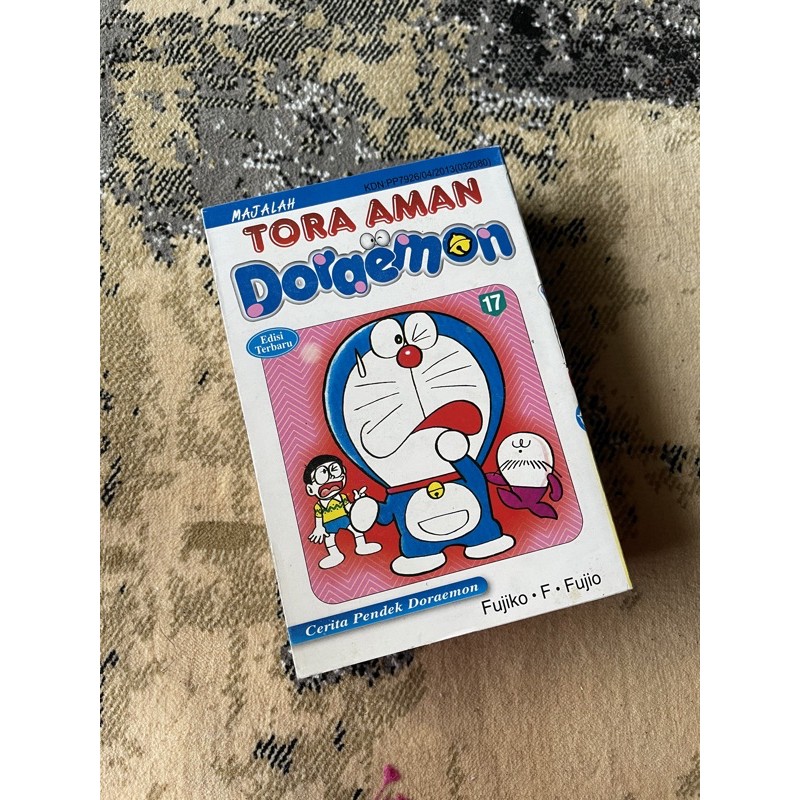 KDN:PP7926/04/2013(032080)
MAJALAH
TORA AMAN
Doraemon
17
Edisi
Terbaru
Cerita Pendek Doraemon
Fujiko・F・Fujio